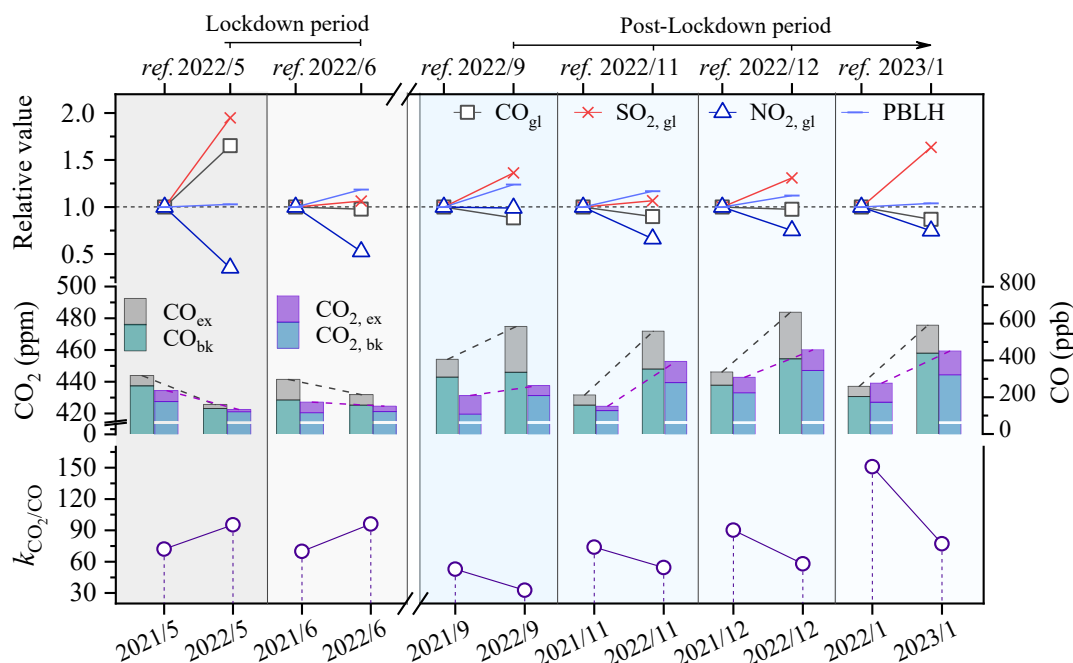 Lockdown period
Post-Lockdown period
ref. 2022/5
ref. 2022/6
ref. 2022/9
ref. 2022/11
ref. 2022/12
ref. 2023/1
CO_gl
SO_2, gl
NO_2, gl
PBLH
Relative value
2.0
1.5
1.0
0.5
CO_2 (ppm)
500
480
460
440
420
0
CO_ex
CO_bk
CO_2, ex
CO_2, bk
800
600
400
200
0
CO (ppb)
k_CO_2/CO
150
120
90
60
30
2021/5
2022/5
2021/6
2022/6
2021/9
2022/9
2021/11
2022/11
2021/12
2022/12
2022/1
2023/1